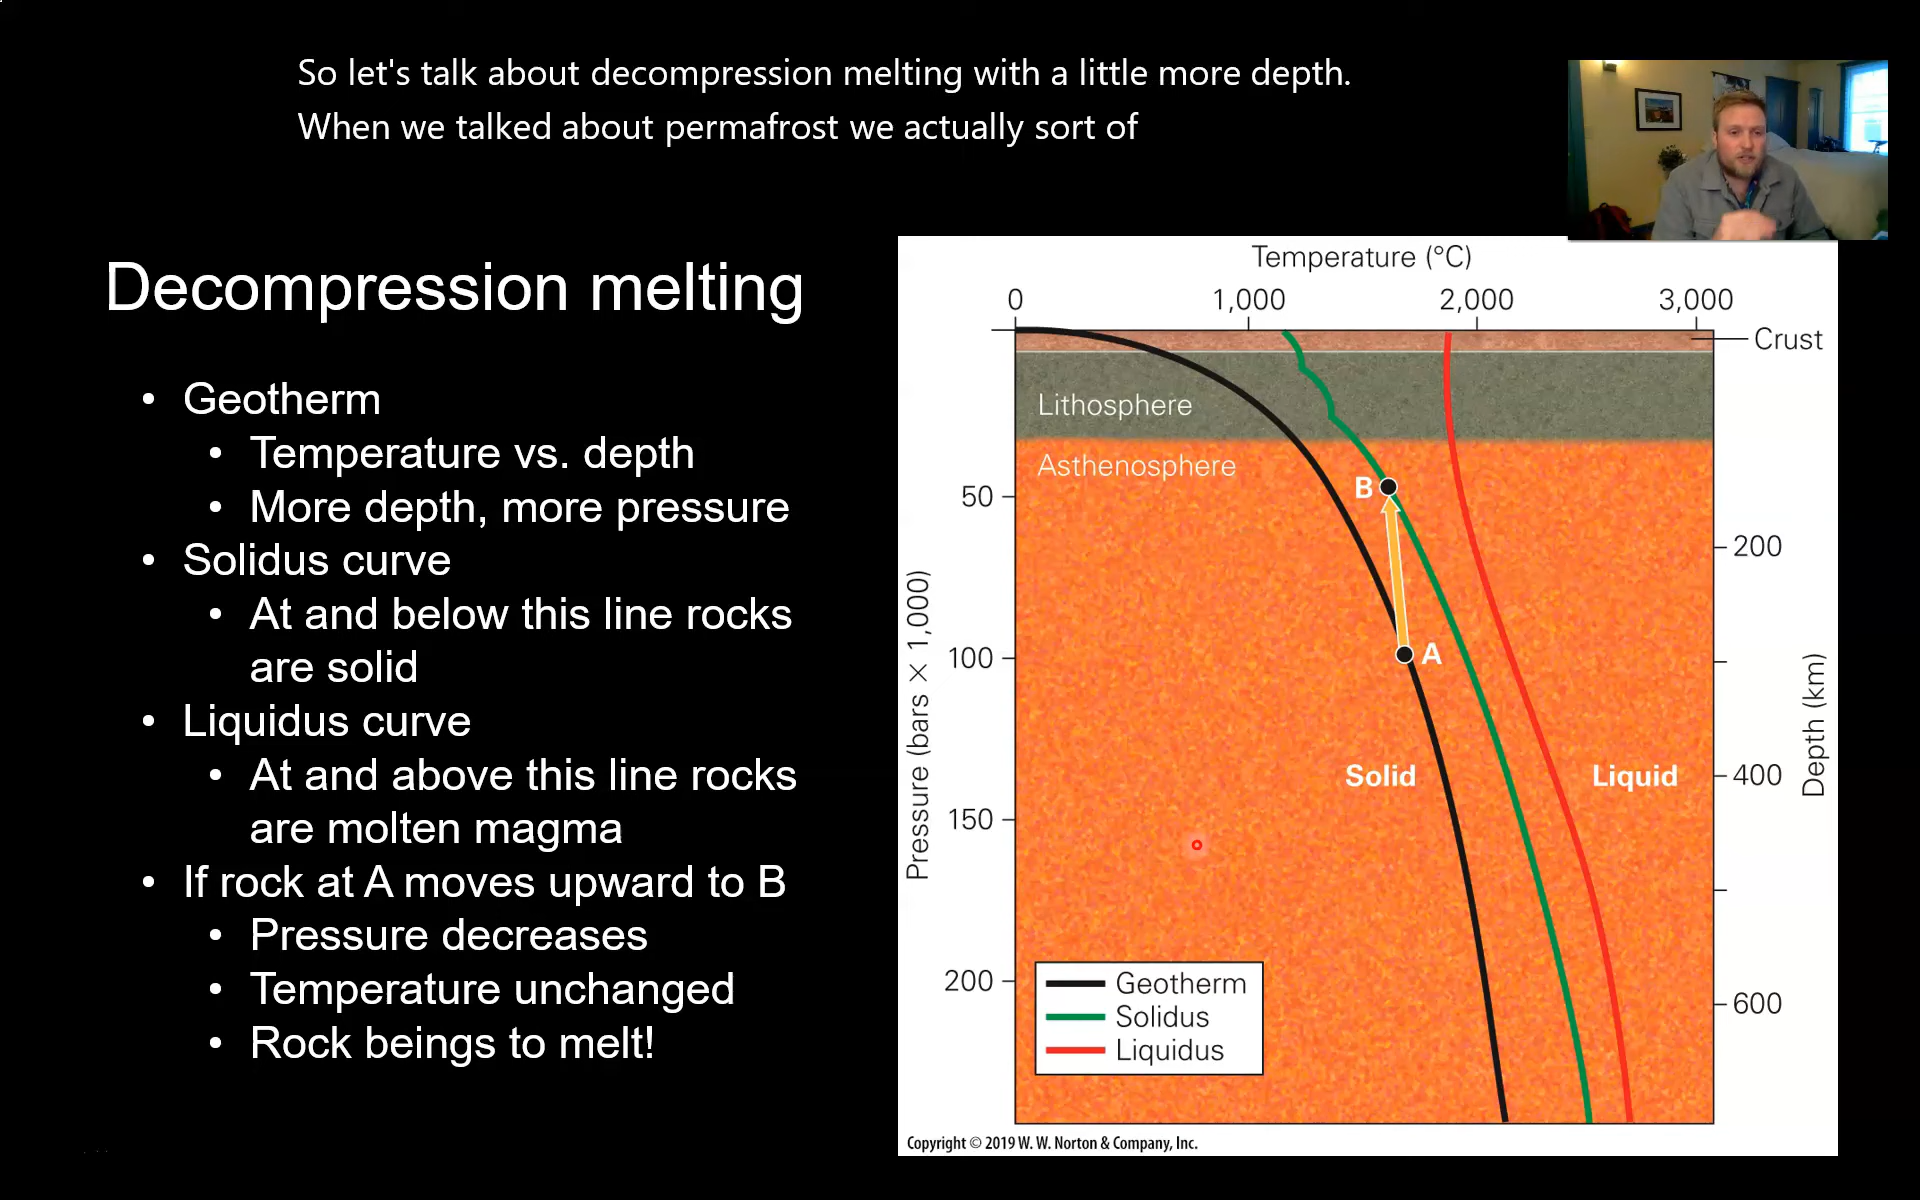 So let's talk about decompression melting with a little more depth.
When we talked about permafrost we actually sort of
Decompression melting
• Geotherm
• Temperature vs. depth
• More depth, more pressure
• Solidus curve
• At and below this line rocks
are solid
• Liquidus curve
• At and above this line rocks
are molten magma
• If rock at A moves upward to B
• Pressure decreases
• Temperature unchanged
• Rock beings to melt!
Temperature (°C)
0 1,000 2,000 3,000
Crust
Lithosphere
Asthenosphere
B
50
200
Pressure (bars × 1,000)
100
A
Depth (km)
Solid
Liquid
400
150
200
600
Geotherm
Solidus
Liquidus
Copyright © 2019 W. W. Norton & Company, Inc.